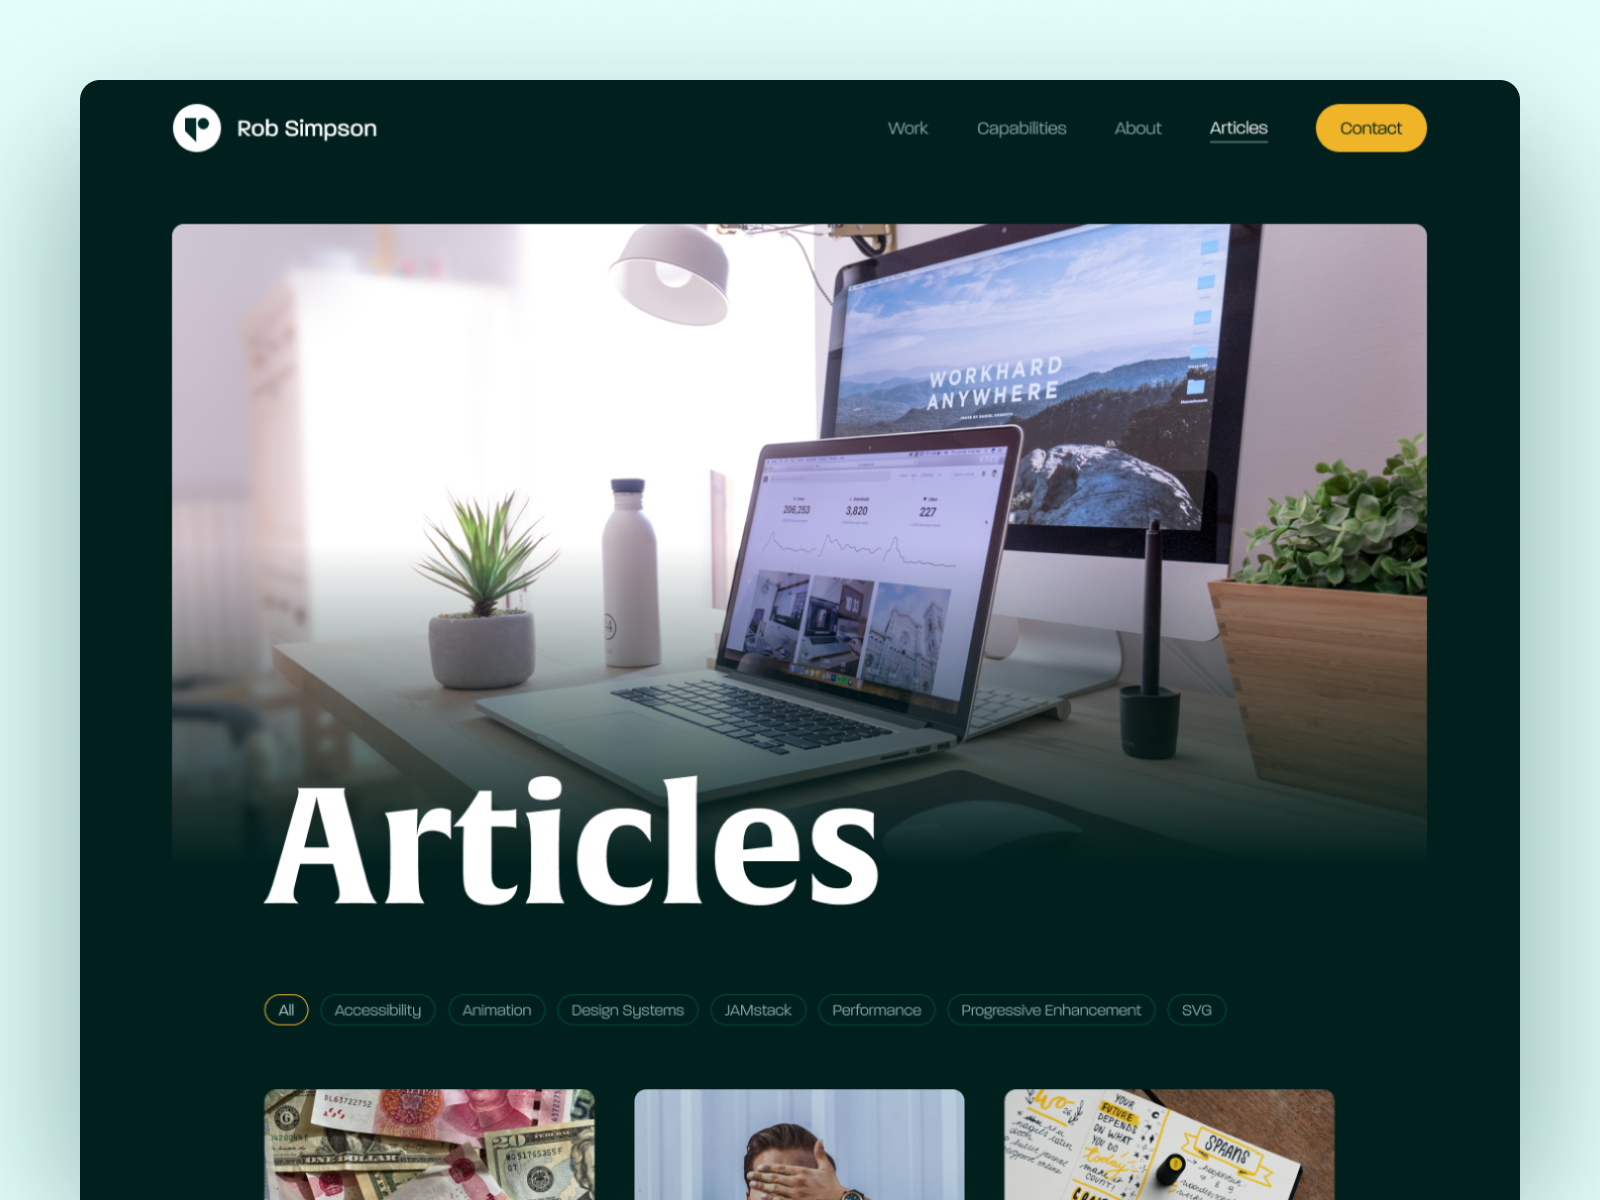 Rob Simpson
Work
Capabilities
About
Articles
Contact
WORKHARD
ANYWHERE
206,253
3,820
227
Articles
All
Accessibility
Animation
Design Systems
JAMstack
Performance
Progressive Enhancement
SVG
DL63722752
YOUR
FUTURE
DEPENDS
ON WHAT
YOU DO
today